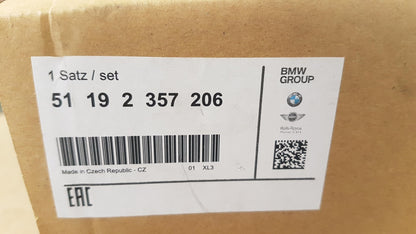 1 Satz / set
51 19 2 357 206
Made in Czech Republic - CZ 01 XL3
EAC
BMW
GROUP